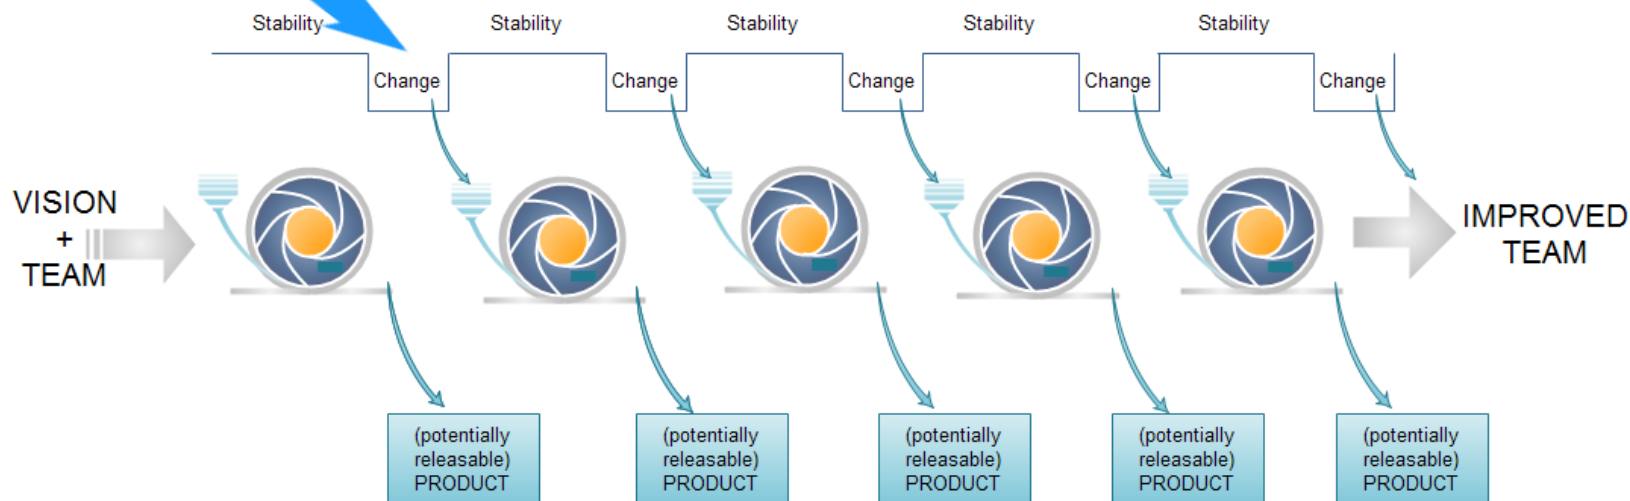 Stability
Stability
Stability
Stability
Stability
Change
Change
Change
Change
Change
VISION
+
TEAM
IMPROVED
TEAM
(potentially
releasable)
PRODUCT
(potentially
releasable)
PRODUCT
(potentially
releasable)
PRODUCT
(potentially
releasable)
PRODUCT
(potentially
releasable)
PRODUCT